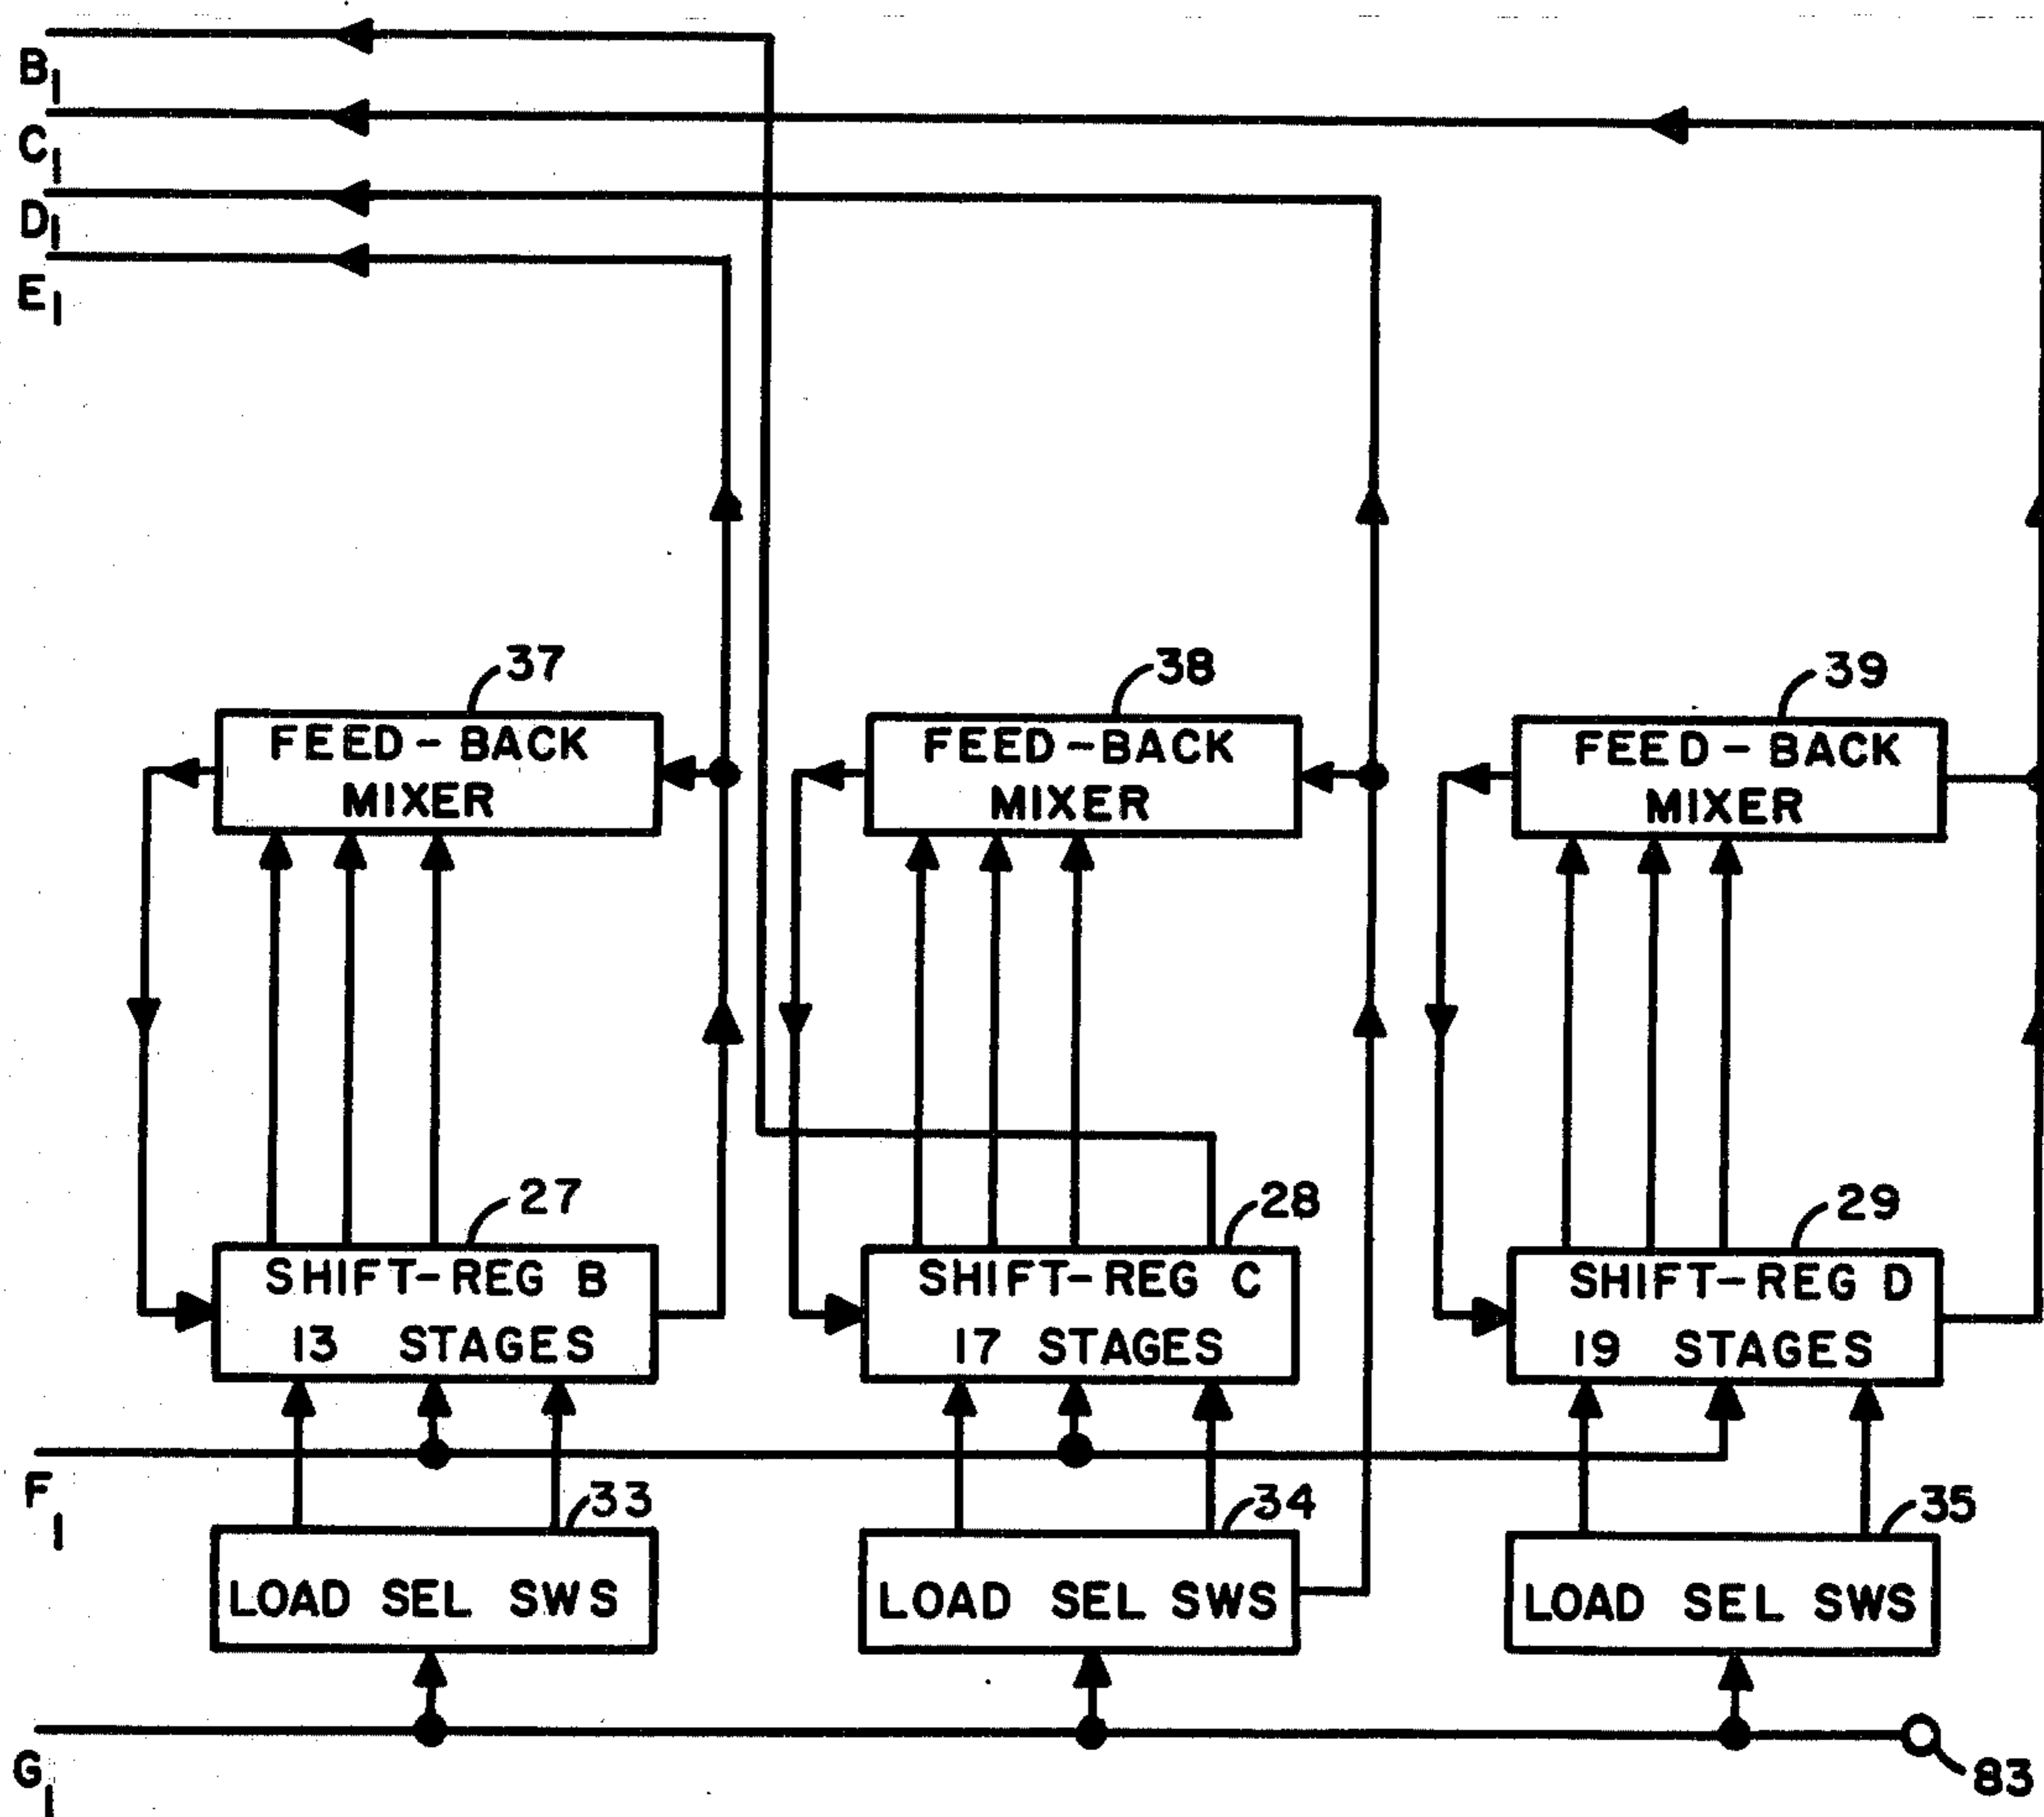 B1
C1
D1
E1
37
38
39
FEED-BACK
MIXER
FEED-BACK
MIXER
FEED-BACK
MIXER
27
28
29
SHIFT-REG B
13 STAGES
SHIFT-REG C
17 STAGES
SHIFT-REG D
19 STAGES
F1
33
34
35
LOAD SEL SWS
LOAD SEL SWS
LOAD SEL SWS
G1
83